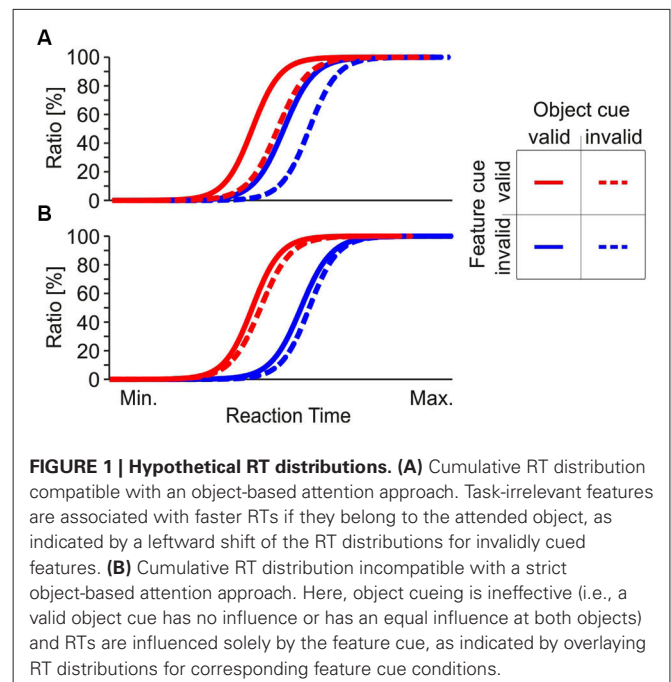 A
Ratio [%]
100
80
60
40
20
0
B
Ratio [%]
100
80
60
40
20
0
Min.
Max.
Reaction Time
Object cue
valid invalid
Feature cue
valid
invalid
FIGURE 1 | Hypothetical RT distributions. (A) Cumulative RT distribution
compatible with an object-based attention approach. Task-irrelevant features
are associated with faster RTs if they belong to the attended object, as
indicated by a leftward shift of the RT distributions for invalidly cued
features. (B) Cumulative RT distribution incompatible with a strict
object-based attention approach. Here, object cueing is ineffective (i.e., a
valid object cue has no influence or has an equal influence at both objects)
and RTs are influenced solely by the feature cue, as indicated by overlaying
RT distributions for corresponding feature cue conditions.